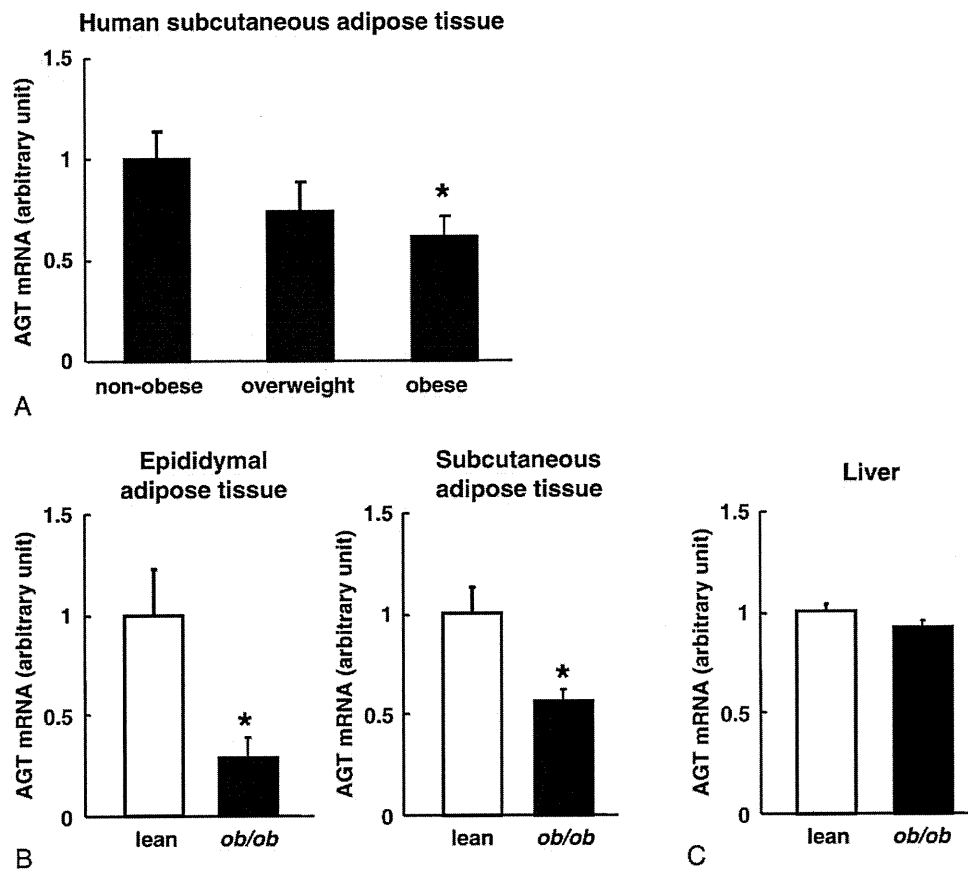 Human subcutaneous adipose tissue
AGT mRNA (arbitrary unit)
1.5
1
0.5
0
*
non-obese overweight obese
A
Epididymal
adipose tissue
AGT mRNA (arbitrary unit)
1.5
1
0.5
0
*
lean ob/ob
B
Subcutaneous
adipose tissue
AGT mRNA (arbitrary unit)
1.5
1
0.5
0
*
lean ob/ob
Liver
AGT mRNA (arbitrary unit)
1.5
1
0.5
0
lean ob/ob
C